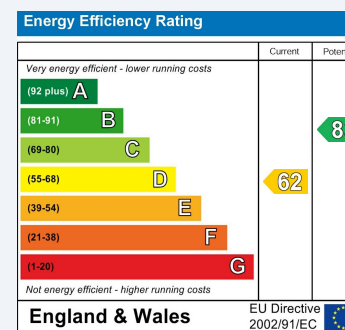 Energy Efficiency Rating
Current
Very energy efficient - lower running costs
(92 plus) A
(81-91) B
(69-80) C
(55-68) D
62
(39-54) E
(21-38) F
(1-20) G
Not energy efficient - higher running costs
England & Wales
EU Directive
2002/91/EC